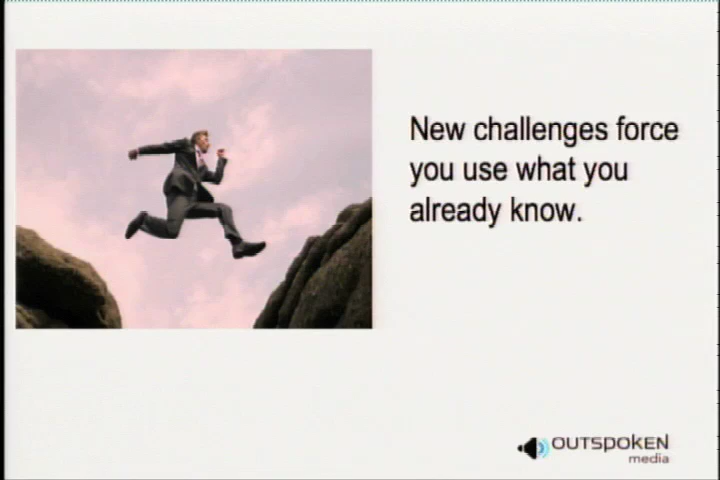 New challenges force
you use what you
already know.
OUTSPOKEN
media